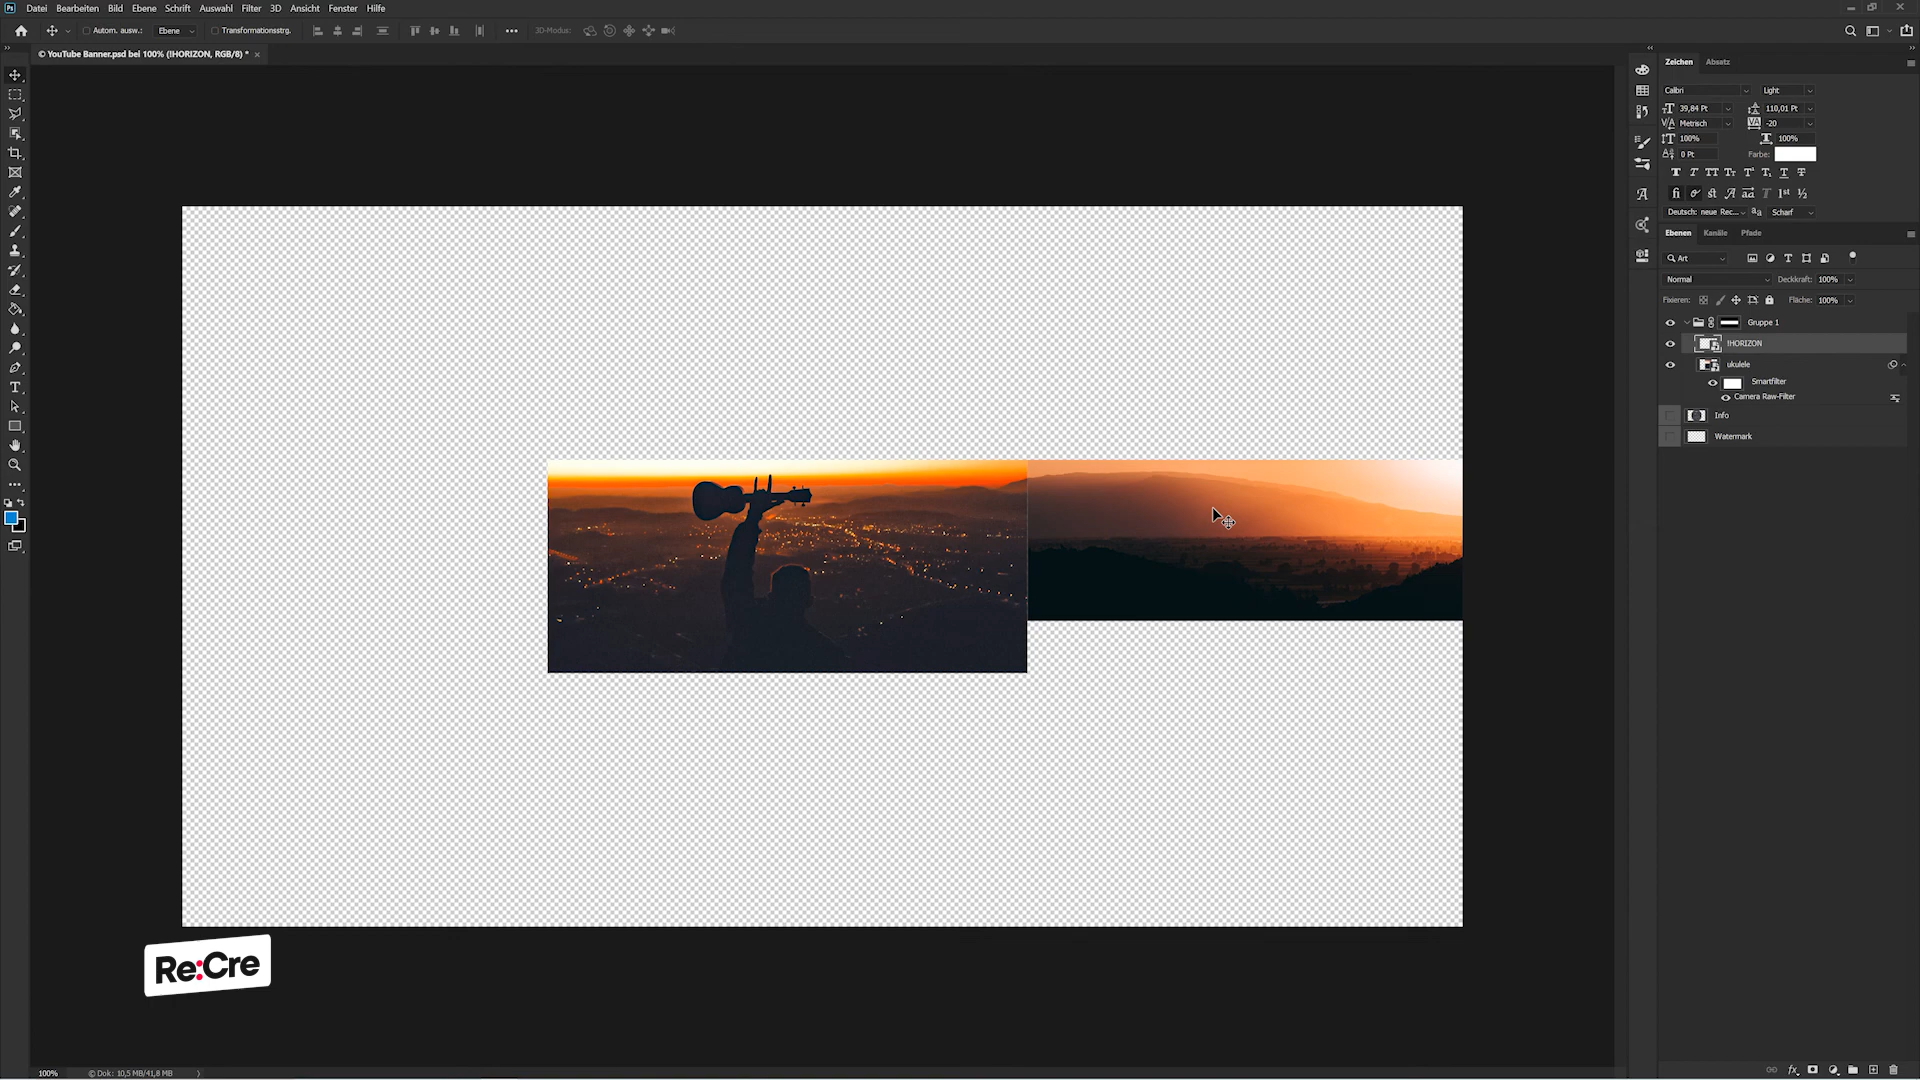 Ps Datei Bearbeiten Bild Ebene Schrift Auswahl Filter 3D Ansicht Fenster Hilfe
Autom. ausw.: Ebene Transformationsstrg. 3D-Modus:
© YouTube Banner.psd bei 100% (!HORIZON, RGB/8) *
Zeichen Absatz
Calibri Light
39,84 Pt 110,01 Pt
Metrisch -20
100% 100%
0 Pt Farbe:
Deutsch: neue Rec... Scharf
Ebenen Kanäle Pfade
Art
Normal Deckkraft: 100%
Fixieren: Fläche: 100%
Gruppe 1
!HORIZON
ukulele
Smartfilter
Camera Raw-Filter
Info
Watermark
Re:Cre
100% © Dok: 10,5 MB/41,8 MB